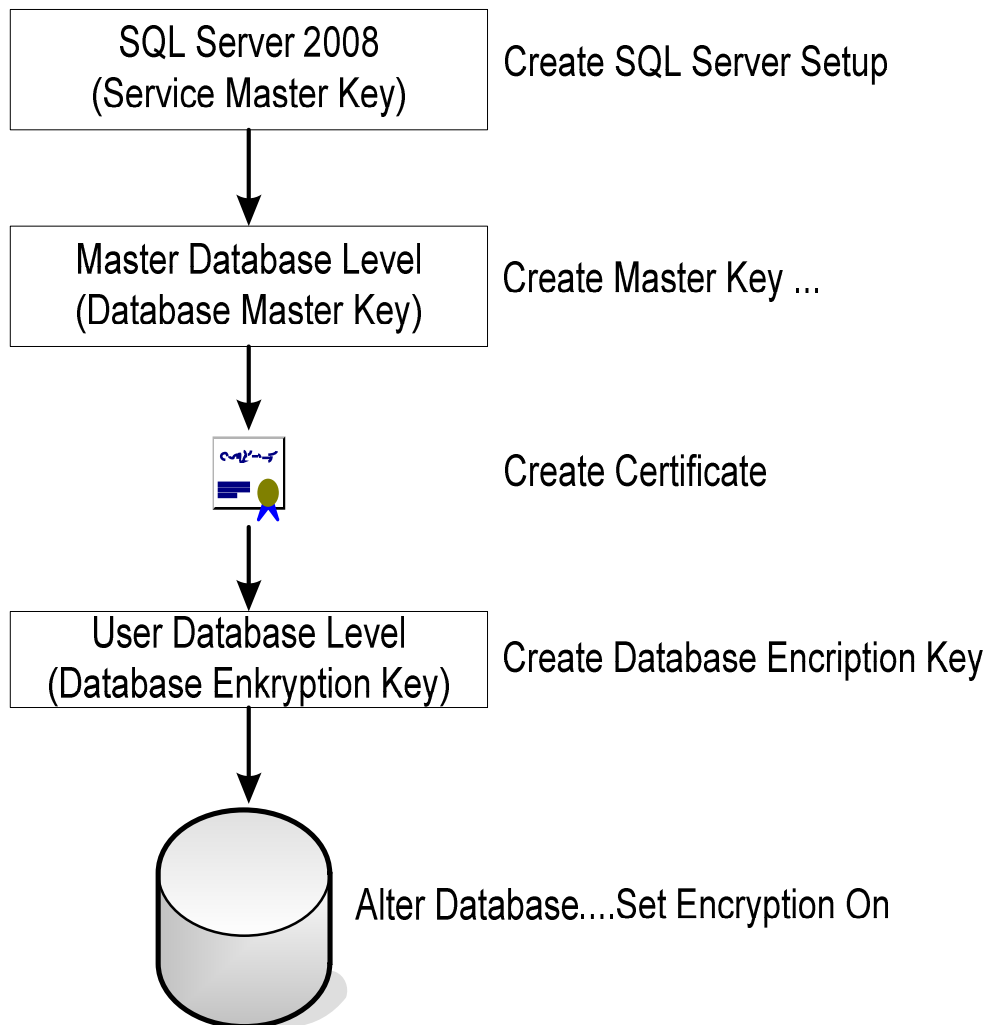 SQL Server 2008
(Service Master Key)
Create SQL Server Setup
Master Database Level
(Database Master Key)
Create Master Key ...
Create Certificate
User Database Level
(Database Enkryption Key)
Create Database Encription Key
Alter Database....Set Encryption On